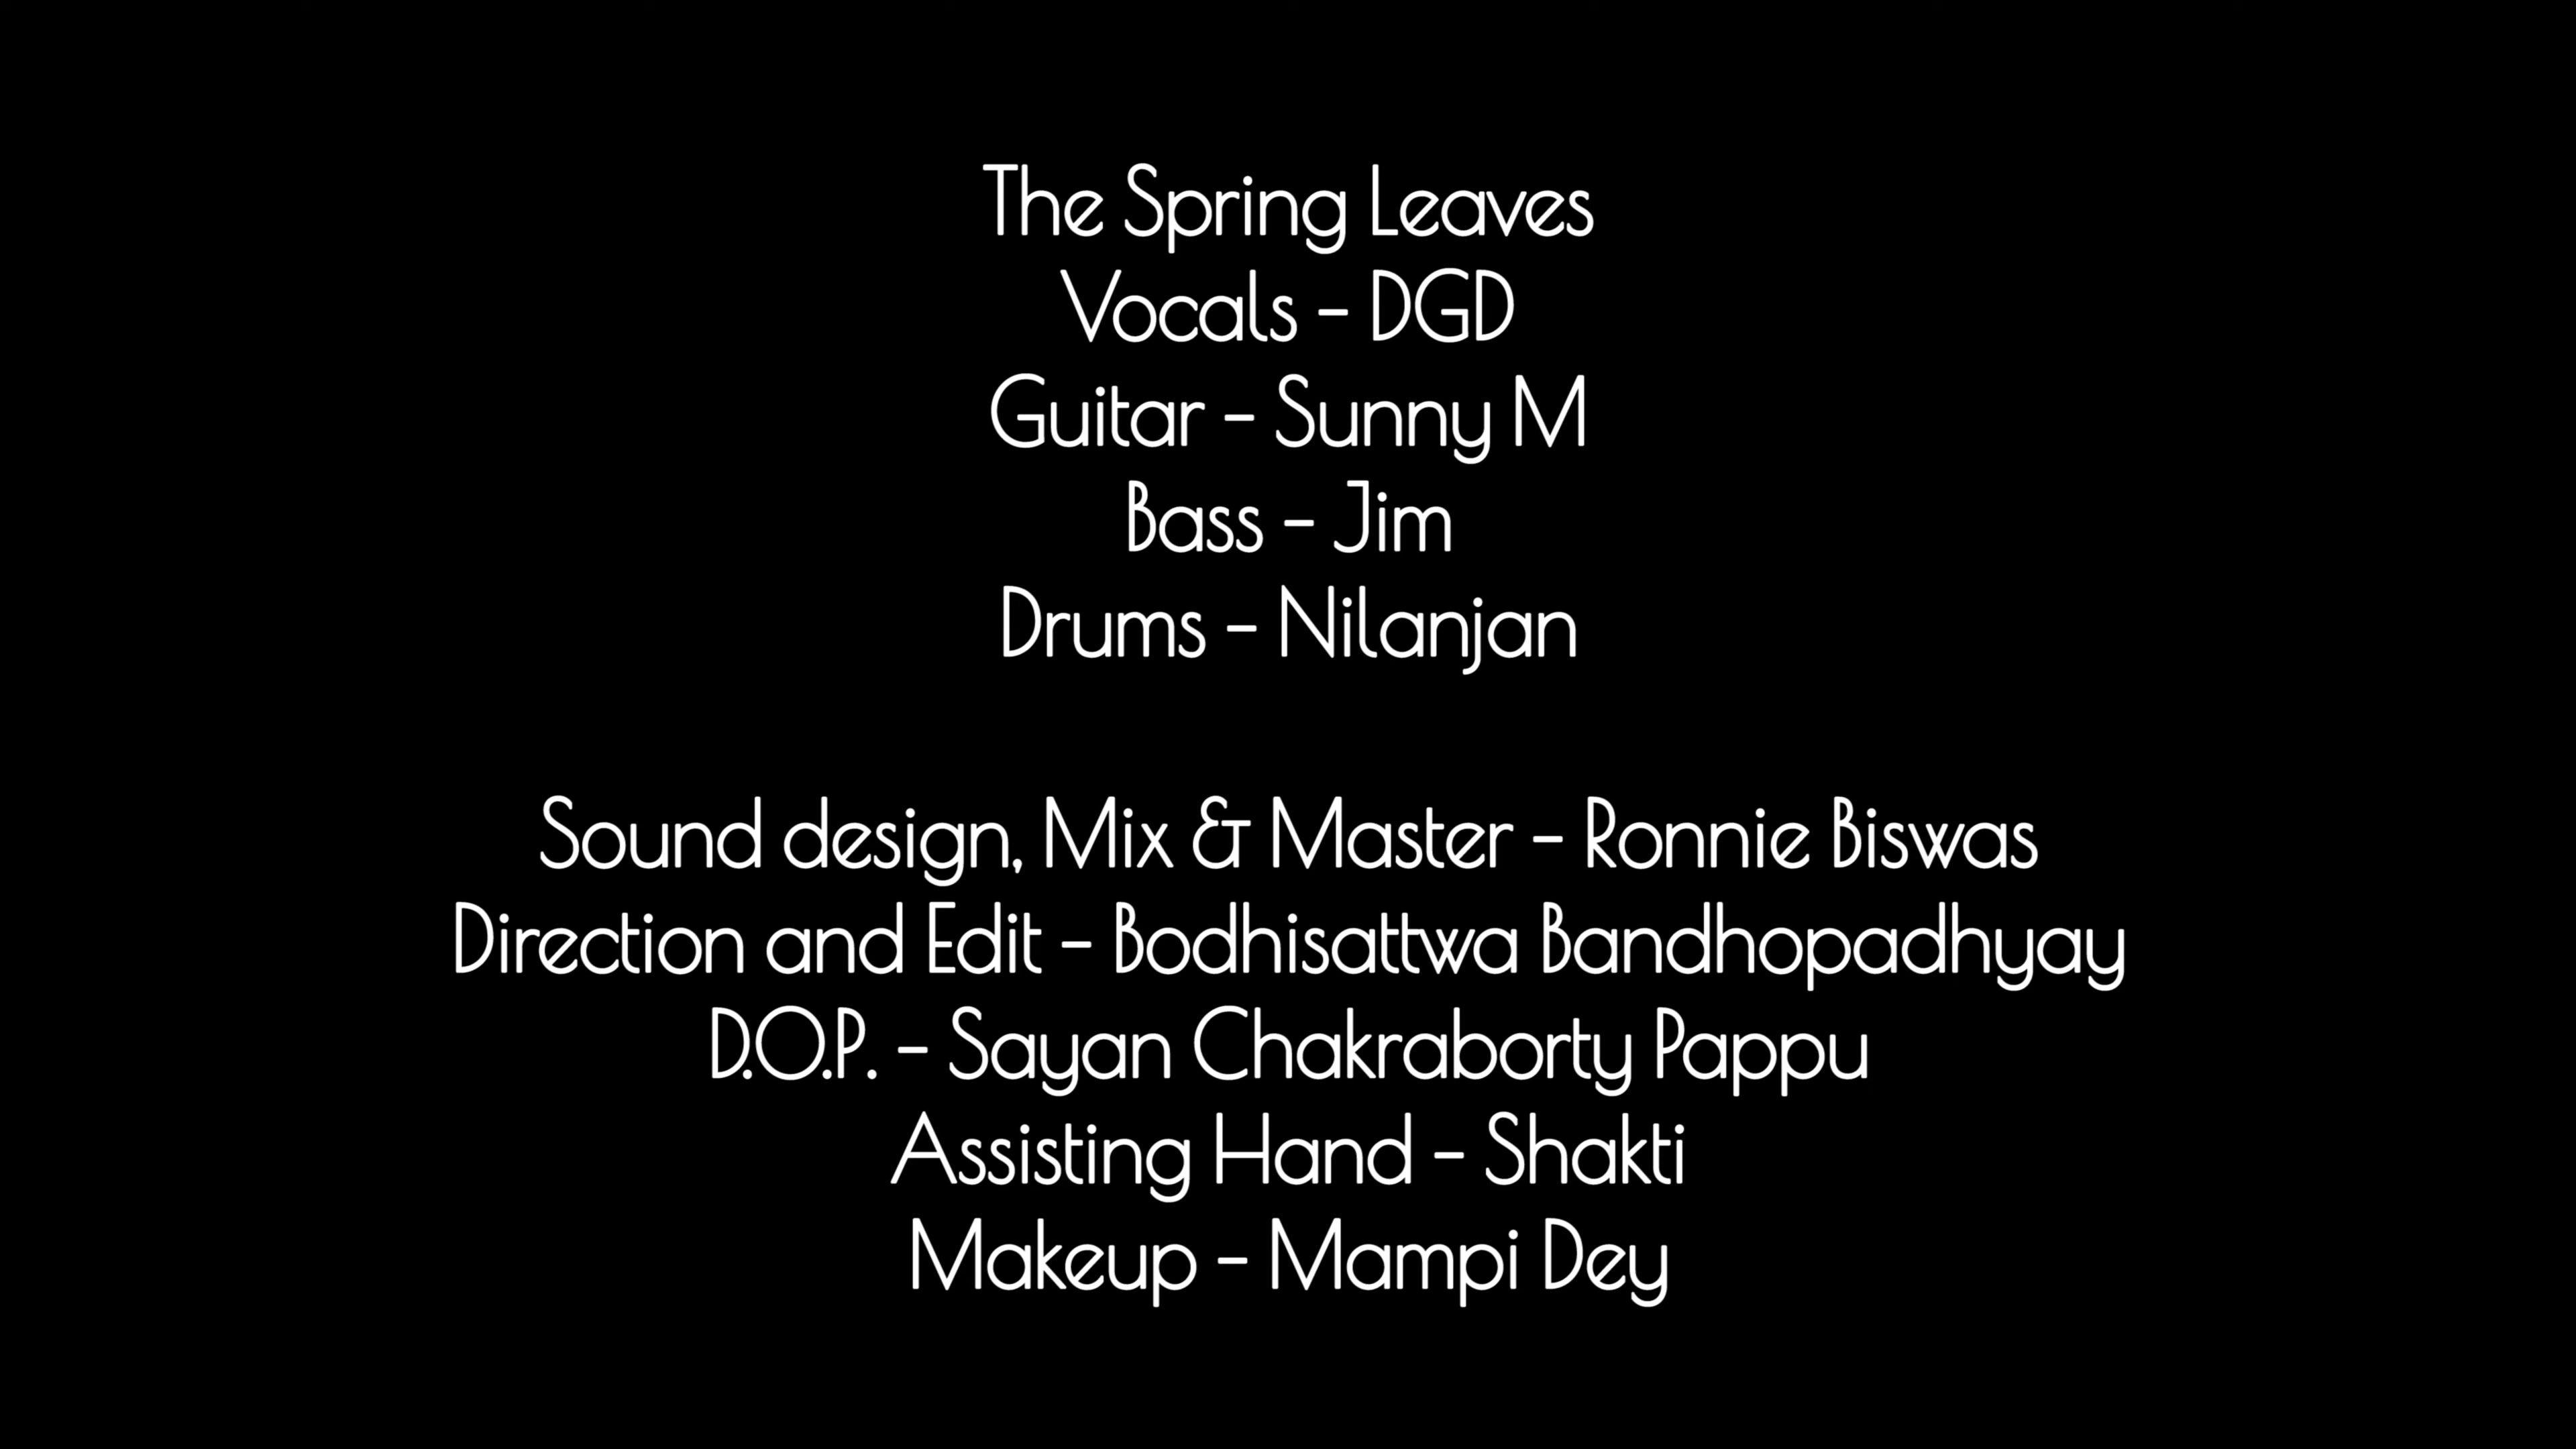 The Spring Leaves
Vocals - DGD
Guitar - Sunny M
Bass - Jim
Drums - Nilanjan
Sound design, Mix & Master - Ronnie Biswas
Direction and Edit - Bodhisattwa Bandhopadhyay
D.O.P. - Sayan Chakraborty Pappu
Assisting Hand - Shakti
Makeup - Mampi Dey